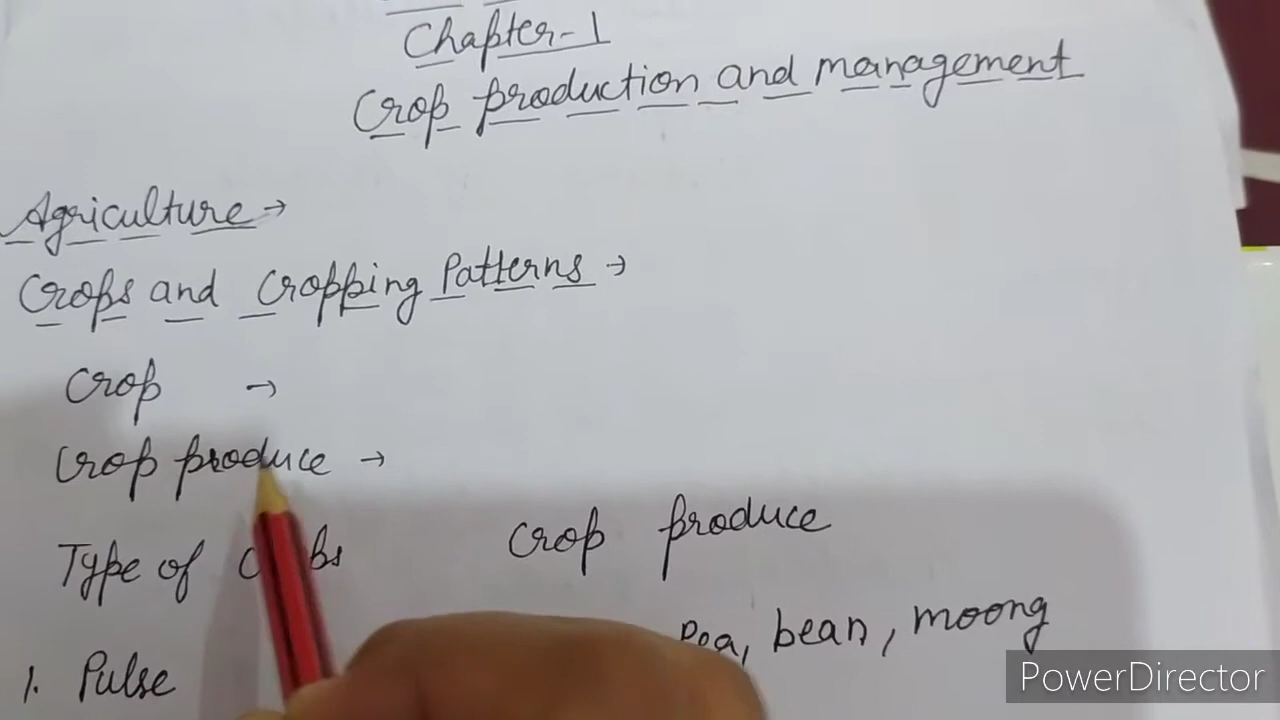 Chapter-1
Crop production and management
Agriculture →
Crops and Cropping Patterns →
Crop →
Crop produce →
Type of Crop produce
1. Pulse bean, moong
PowerDirector